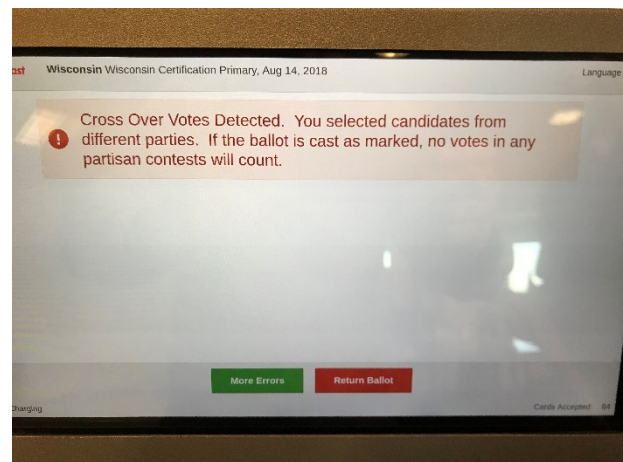 ast Wisconsin Wisconsin Certification Primary, Aug 14, 2018 Language
Cross Over Votes Detected. You selected candidates from
different parties. If the ballot is cast as marked, no votes in any
partisan contests will count.
More Errors Return Ballot
Charging Cards Accepted 84